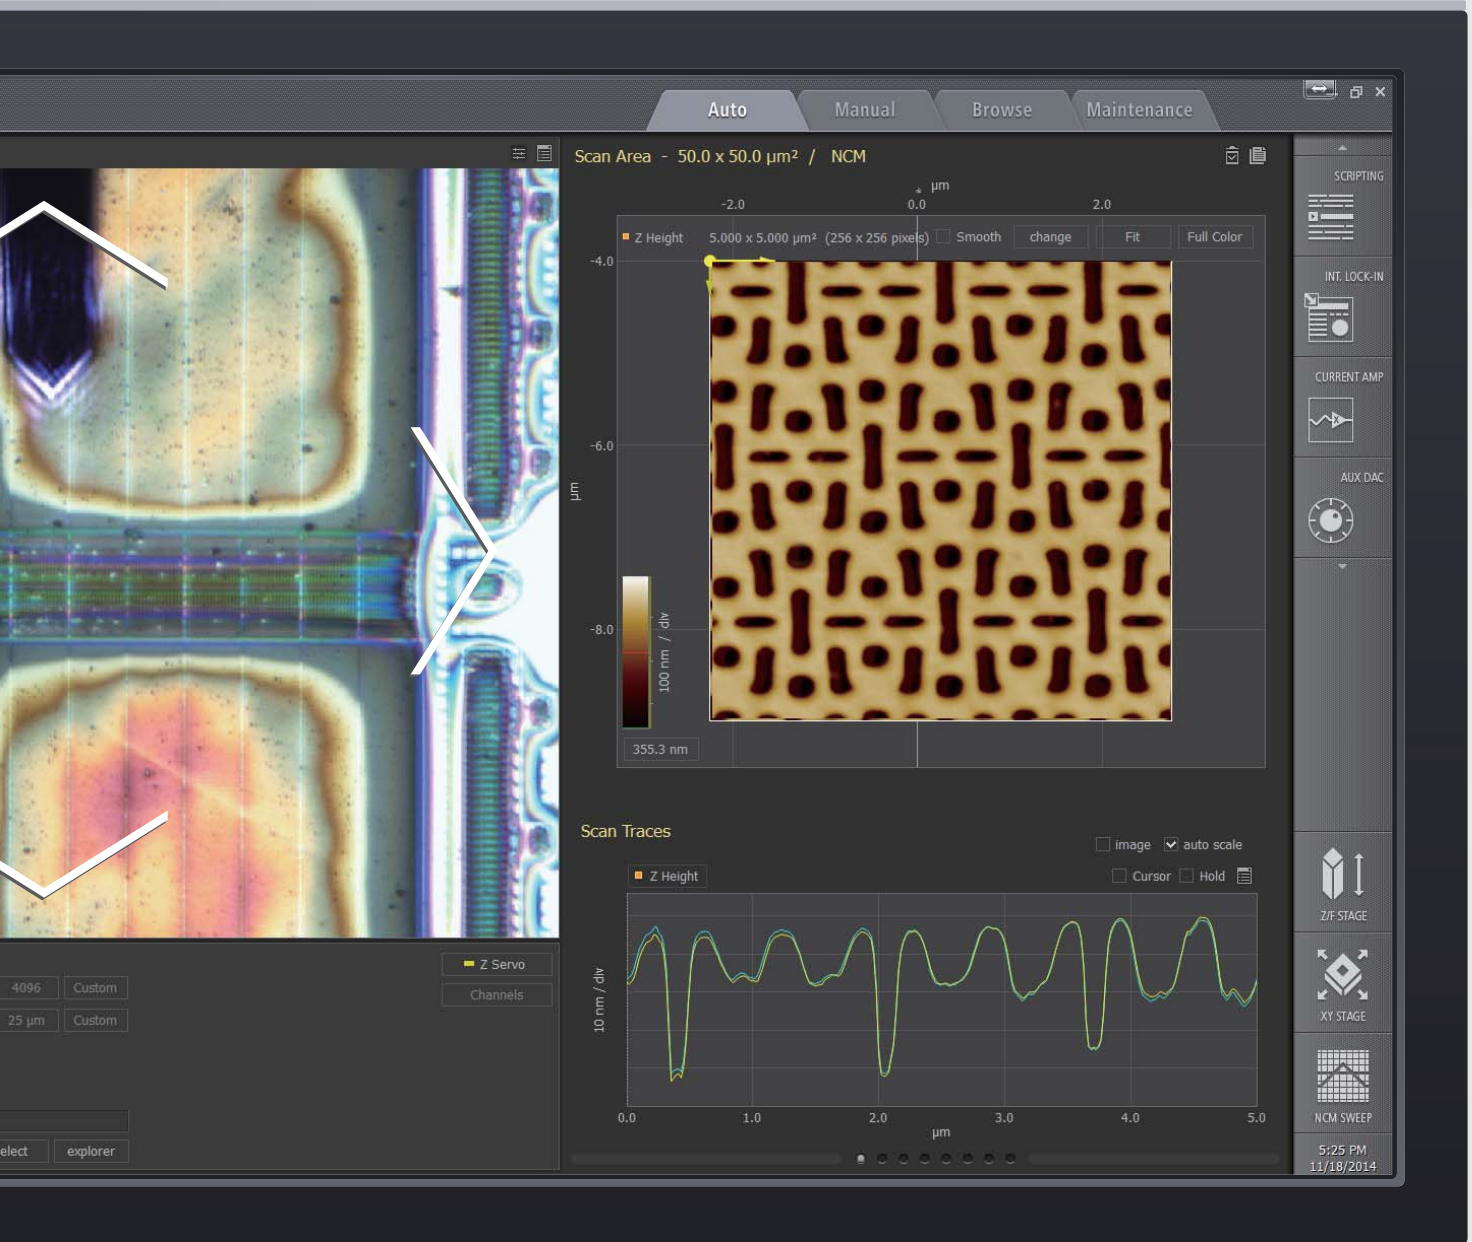 Auto Manual Browse Maintenance
Scan Area - 50.0 x 50.0 µm² / NCM
µm
-2.0 0.0 2.0
Z Height 5.000 x 5.000 µm² (256 x 256 pixels) Smooth change Fit Full Color
-4.0
-6.0
µm
-8.0
100 nm / div
355.3 nm
Scan Traces
image auto scale
Z Height Cursor Hold
10 nm / div
0.0 1.0 2.0 3.0 4.0 5.0
µm
Z Servo
Channels
4096 Custom
25 µm Custom
elect explorer
SCRIPTING
INT. LOCK-IN
CURRENT AMP
AUX DAC
Z/F STAGE
XY STAGE
NCM SWEEP
5:25 PM
11/18/2014